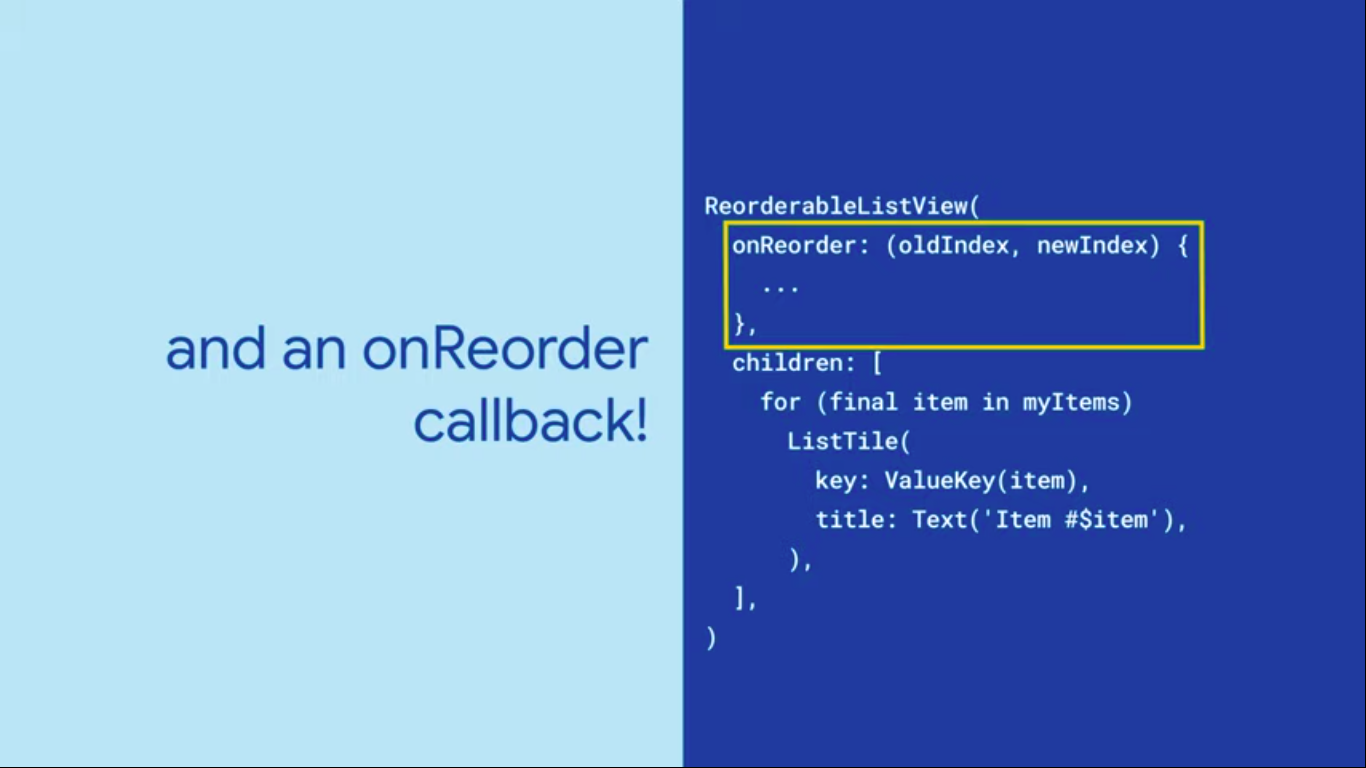 and an onReorder
callback!
ReorderableListView(
onReorder: (oldIndex, newIndex) {
...
},
children: [
for (final item in myItems)
ListTile(
key: ValueKey(item),
title: Text('Item #$item'),
),
],
)